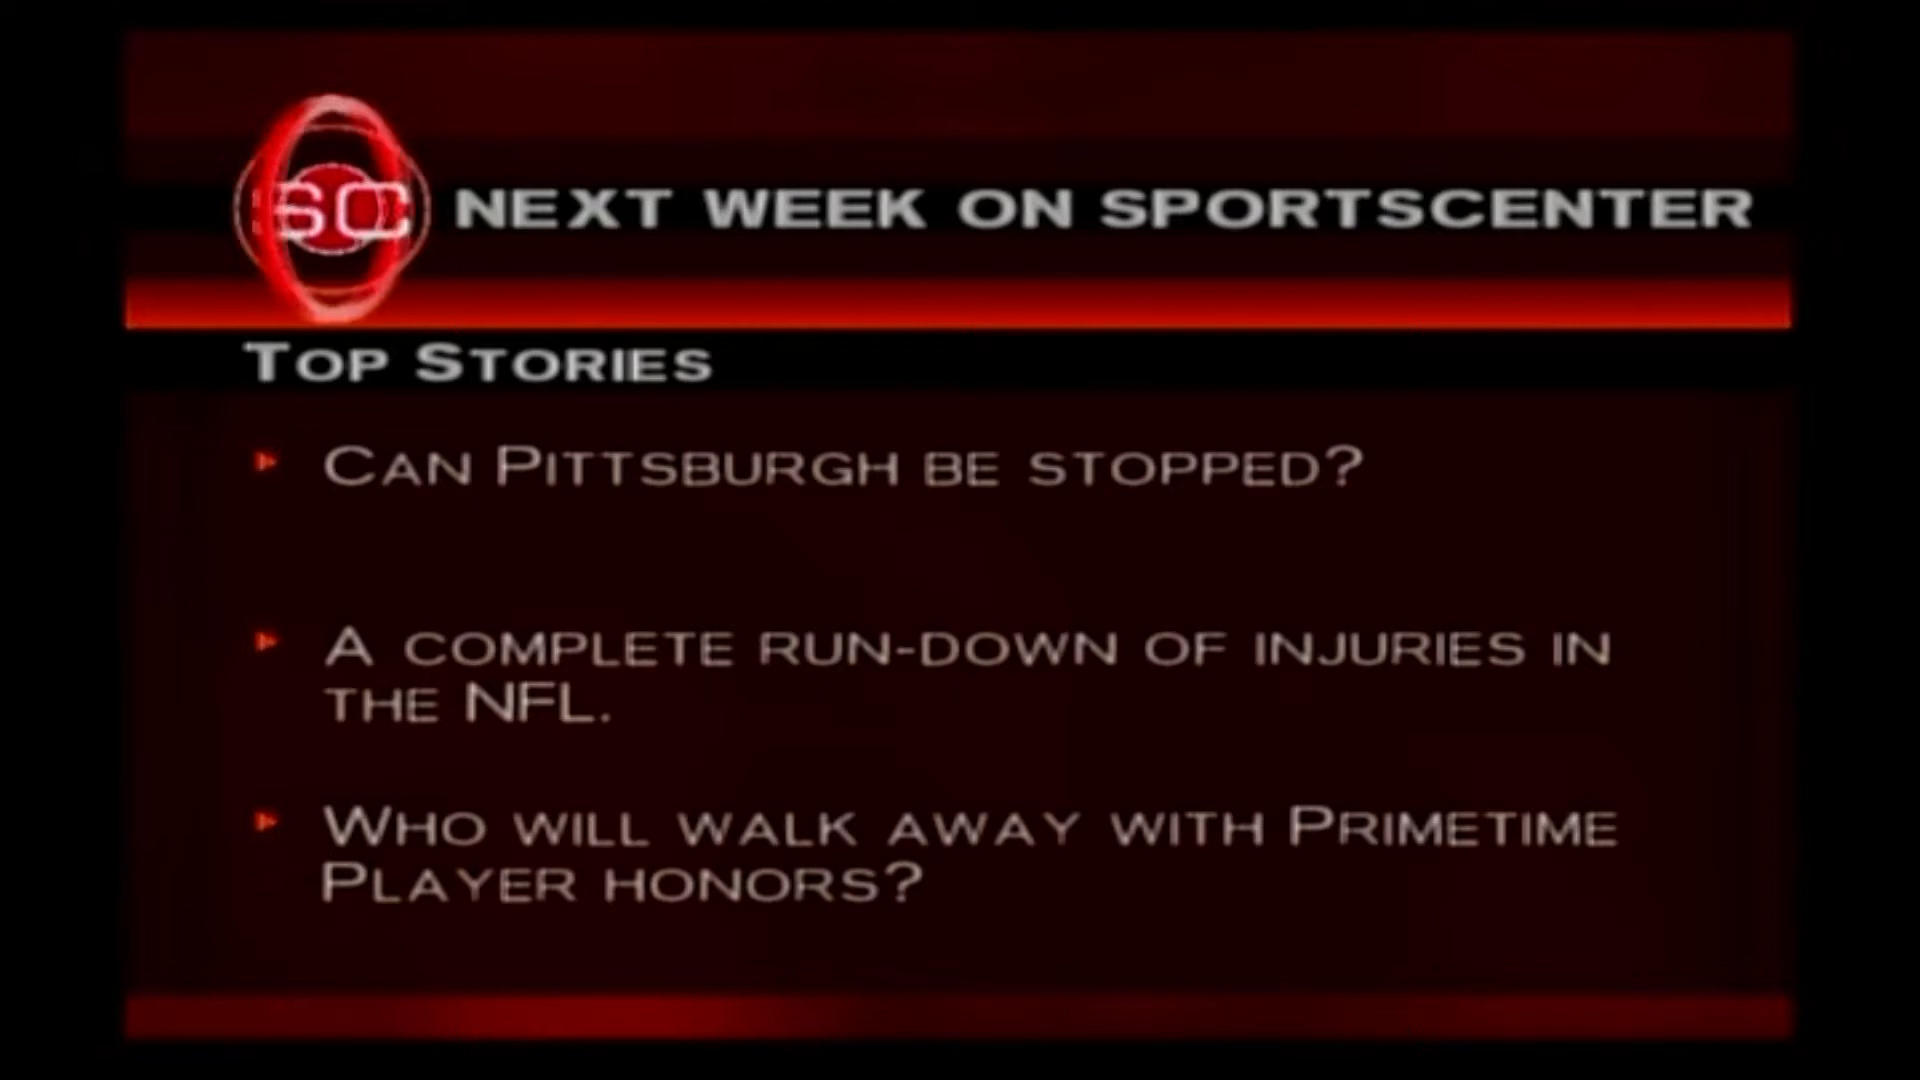 SC NEXT WEEK ON SPORTSCENTER
TOP STORIES
CAN PITTSBURGH BE STOPPED?
A COMPLETE RUN-DOWN OF INJURIES IN
THE NFL.
WHO WILL WALK AWAY WITH PRIMETIME
PLAYER HONORS?